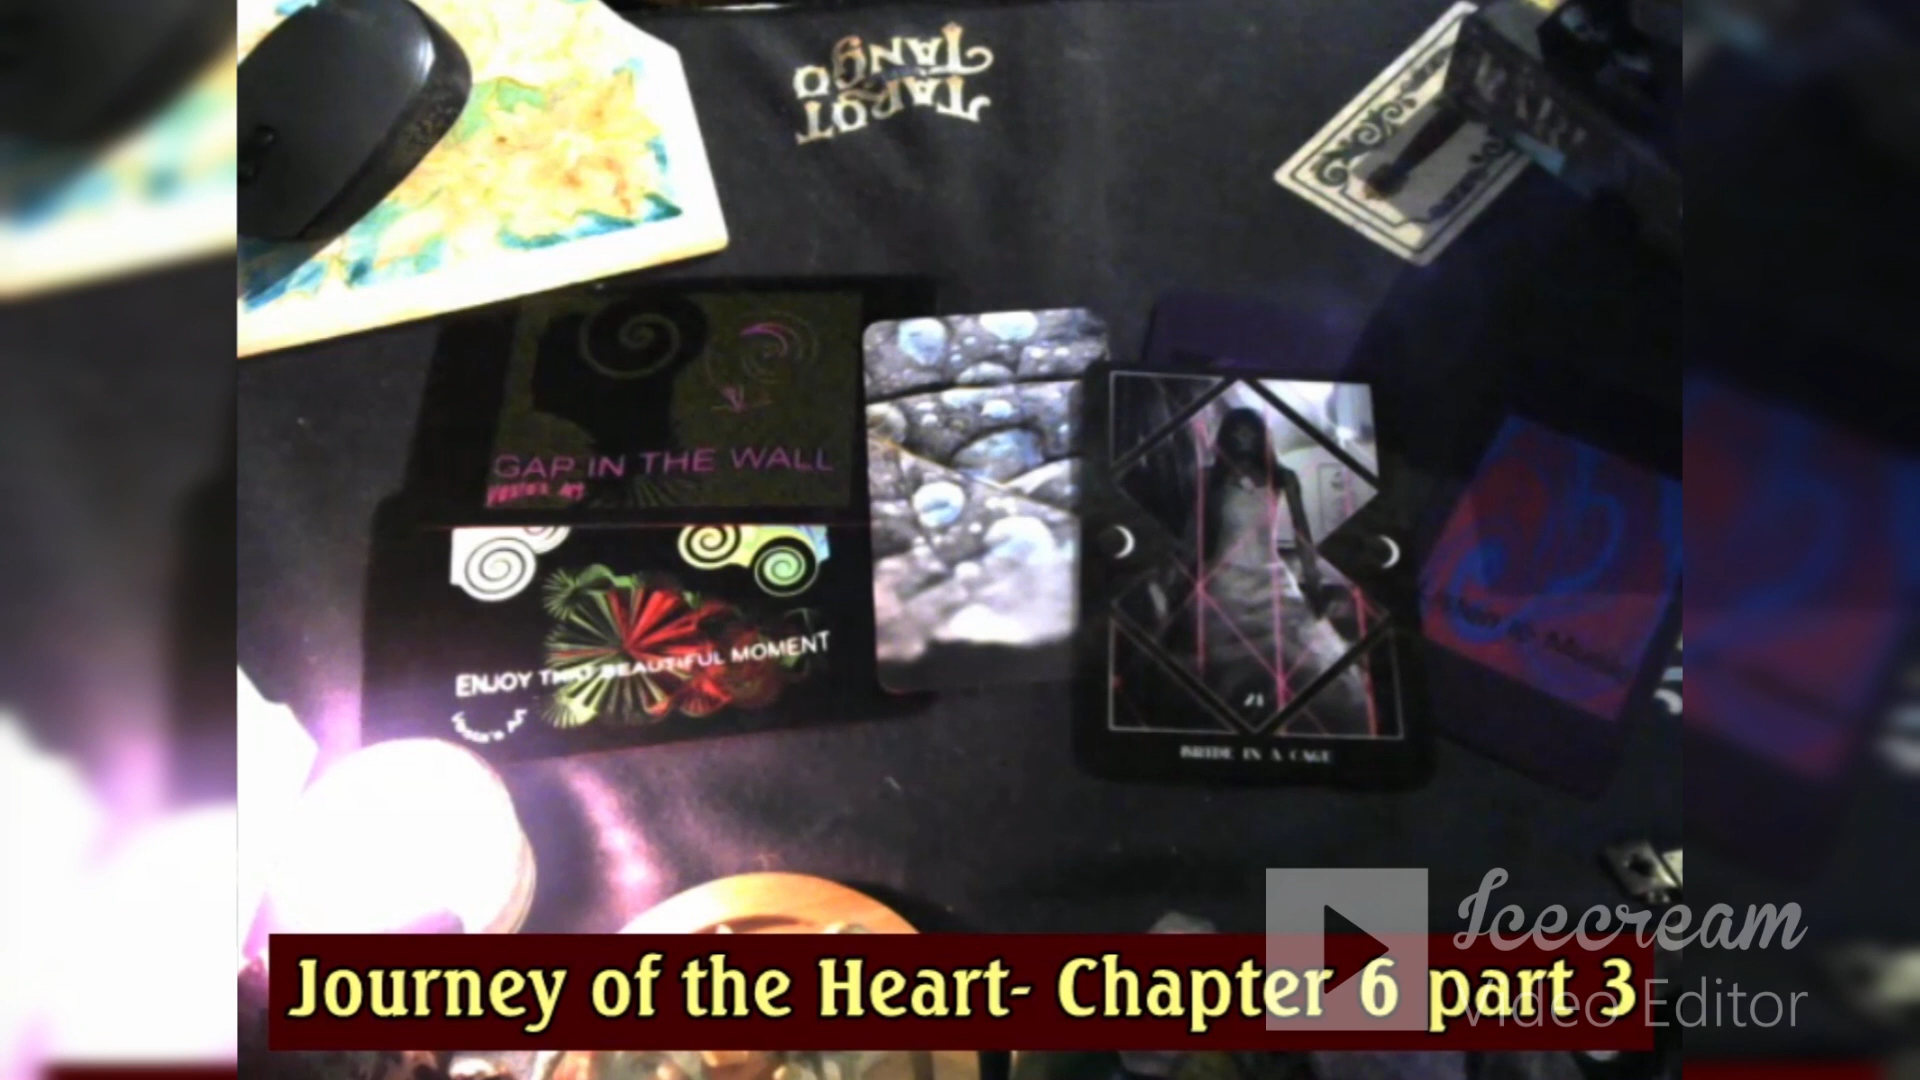 TAROT
TANGO
GAP IN THE WALL
ENJOY THIS BEAUTIFUL MOMENT
21
BRIDE IN A CAGE
Journey of the Heart- Chapter 6 part 3
Icecream
Video Editor